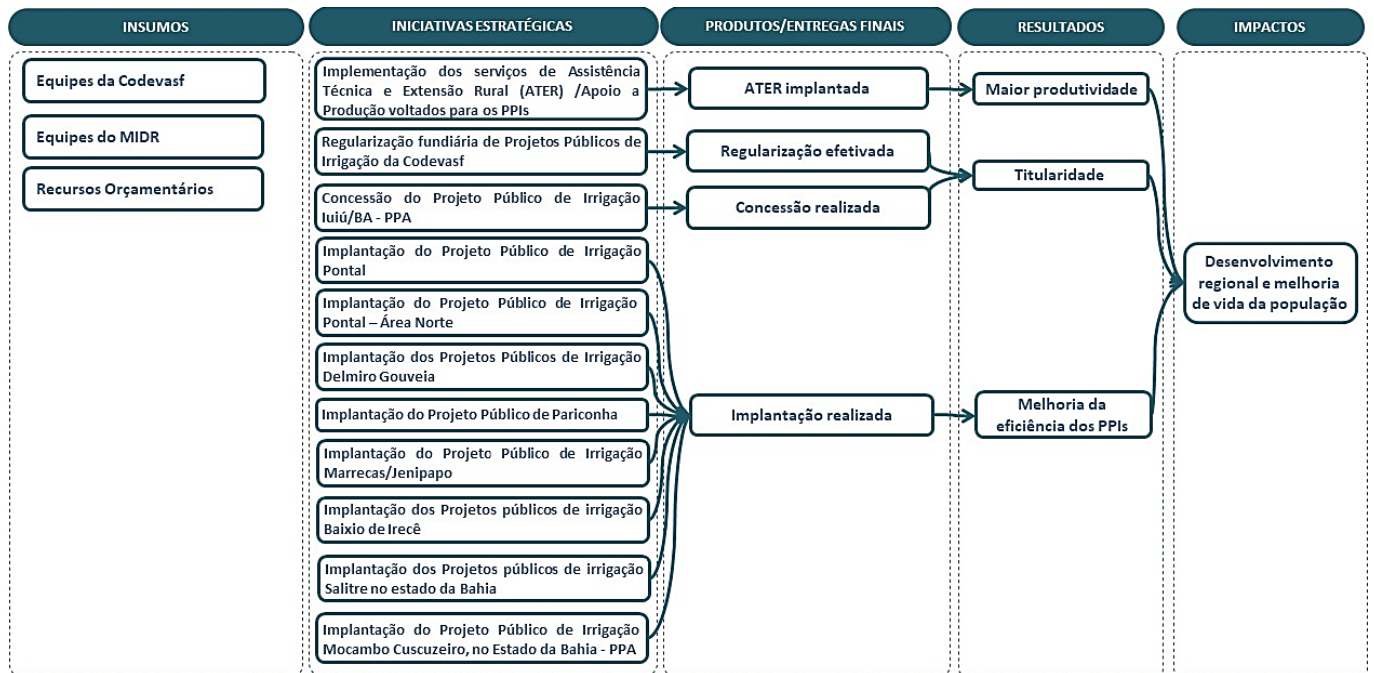 INSUMOS
INICIATIVAS ESTRATÉGICAS
PRODUTOS/ENTREGAS FINAIS
RESULTADOS
IMPACTOS
Equipes da Codevasf
Equipes do MIDR
Recursos Orçamentários
Implementação dos serviços de Assistência
Técnica e Extensão Rural (ATER) /Apoio a
Produção voltados para os PPIs
Regularização fundiária de Projetos Públicos de
Irrigação da Codevasf
Concessão do Projeto Público de Irrigação
Iuiú/BA - PPA
Implantação do Projeto Público de Irrigação
Pontal
Implantação do Projeto Público de Irrigação
Pontal – Área Norte
Implantação dos Projetos Públicos de Irrigação
Delmiro Gouveia
Implantação do Projeto Público de Pariconha
Implantação do Projeto Público de Irrigação
Marrecas/Jenipapo
Implantação dos Projetos públicos de irrigação
Baixio de Irecê
Implantação dos Projetos públicos de irrigação
Salitre no estado da Bahia
Implantação do Projeto Público de Irrigação
Mocambo Cuscuzeiro, no Estado da Bahia - PPA
ATER implantada
Regularização efetivada
Concessão realizada
Implantação realizada
Maior produtividade
Titularidade
Melhoria da
eficiência dos PPIs
Desenvolvimento
regional e melhoria
de vida da população